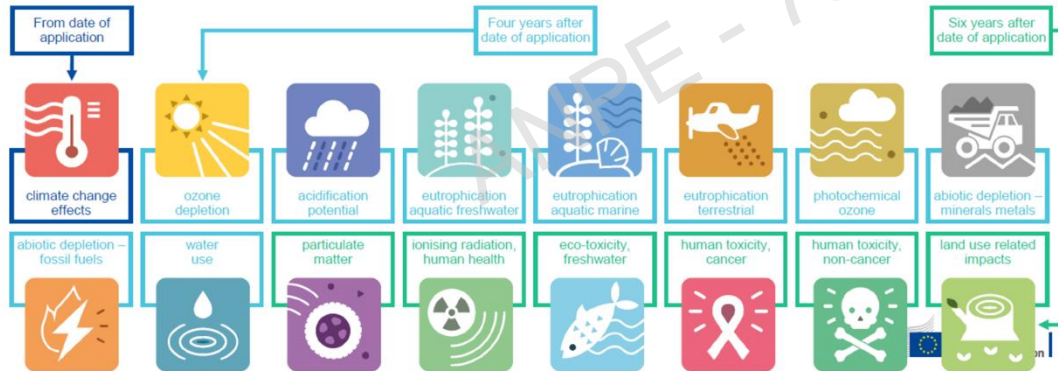 From date of
application
Four years after
date of application
Six years after
date of application
ANPE -
climate change
effects
ozone
depletion
acidification
potential
eutrophication
aquatic freshwater
eutrophication
aquatic marine
eutrophication
terrestrial
photochemical
ozone
abiotic depletion –
minerals metals
abiotic depletion –
fossil fuels
water
use
particulate
matter
ionising radiation,
human health
eco-toxicity,
freshwater
human toxicity,
cancer
human toxicity,
non-cancer
land use related
impacts